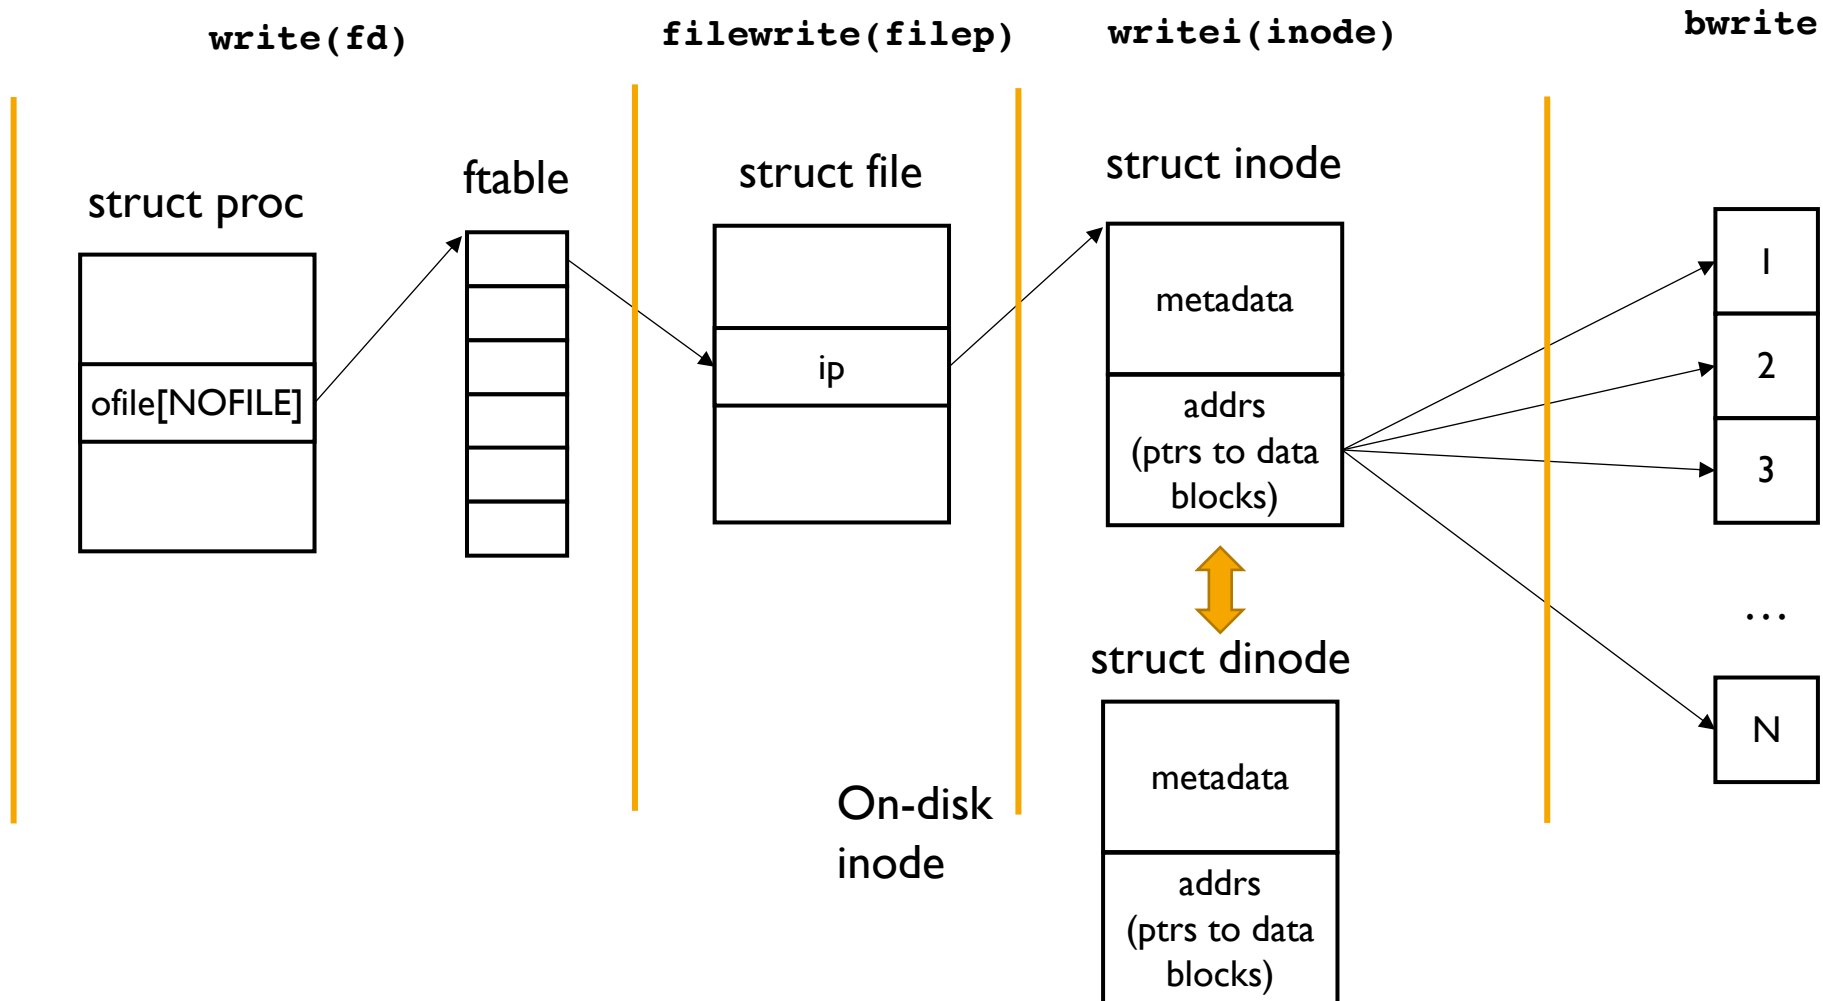 write(fd)
filewrite(filep)
writei(inode)
bwrite
struct proc
ofile[NOFILE]
ftable
struct file
ip
struct inode
metadata
addrs
(ptrs to data
blocks)
1
2
3
…
N
On-disk
inode
struct dinode
metadata
addrs
(ptrs to data
blocks)